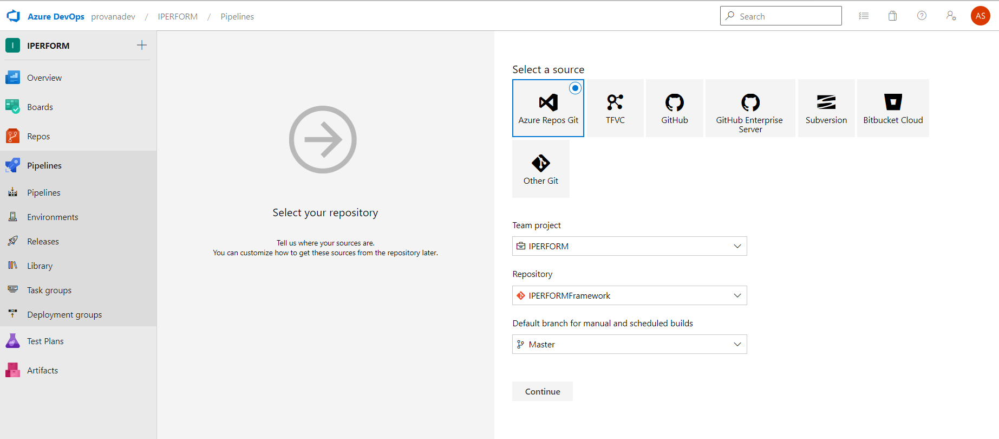 Azure DevOps provanadev / IPERFORM / Pipelines
Search
AS
I IPERFORM
Overview
Boards
Repos
Pipelines
Pipelines
Environments
Releases
Library
Task groups
Deployment groups
Test Plans
Artifacts
Select your repository
Tell us where your sources are.
You can customize how to get these sources from the repository later.
Select a source
Azure Repos Git
TFVC
GitHub
GitHub Enterprise
Server
Subversion
Bitbucket Cloud
Other Git
Team project
IPERFORM
Repository
IPERFORMFramework
Default branch for manual and scheduled builds
Master
Continue